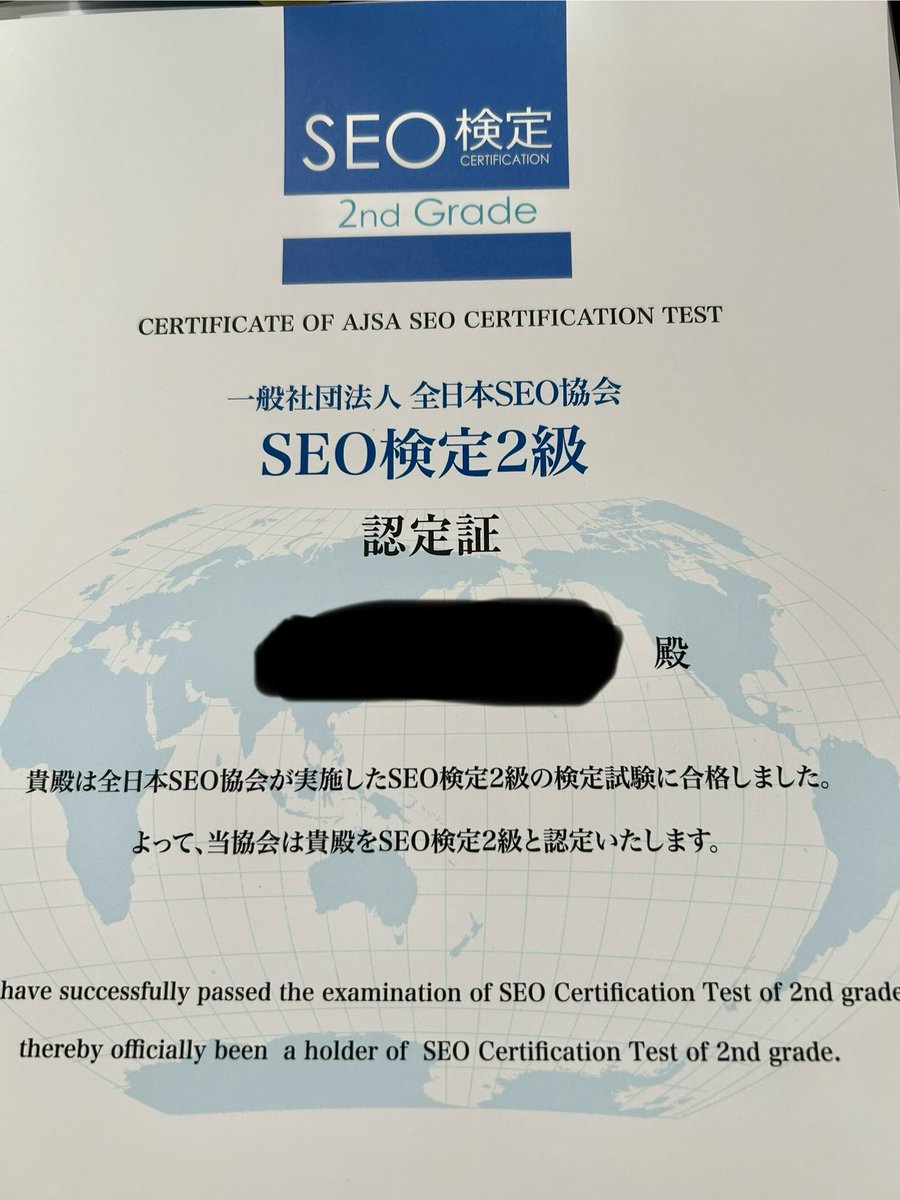 SEO検定
CERTIFICATION
2nd Grade
CERTIFICATE OF AJSA SEO CERTIFICATION TEST
一般社団法人 全日本SEO協会
SEO検定2級
認定証
殿
貴殿は全日本SEO協会が実施したSEO検定2級の検定試験に合格しました。
よって、当協会は貴殿をSEO検定2級と認定いたします。
have successfully passed the examination of SEO Certification Test of 2nd grade
thereby officially been a holder of SEO Certification Test of 2nd grade.